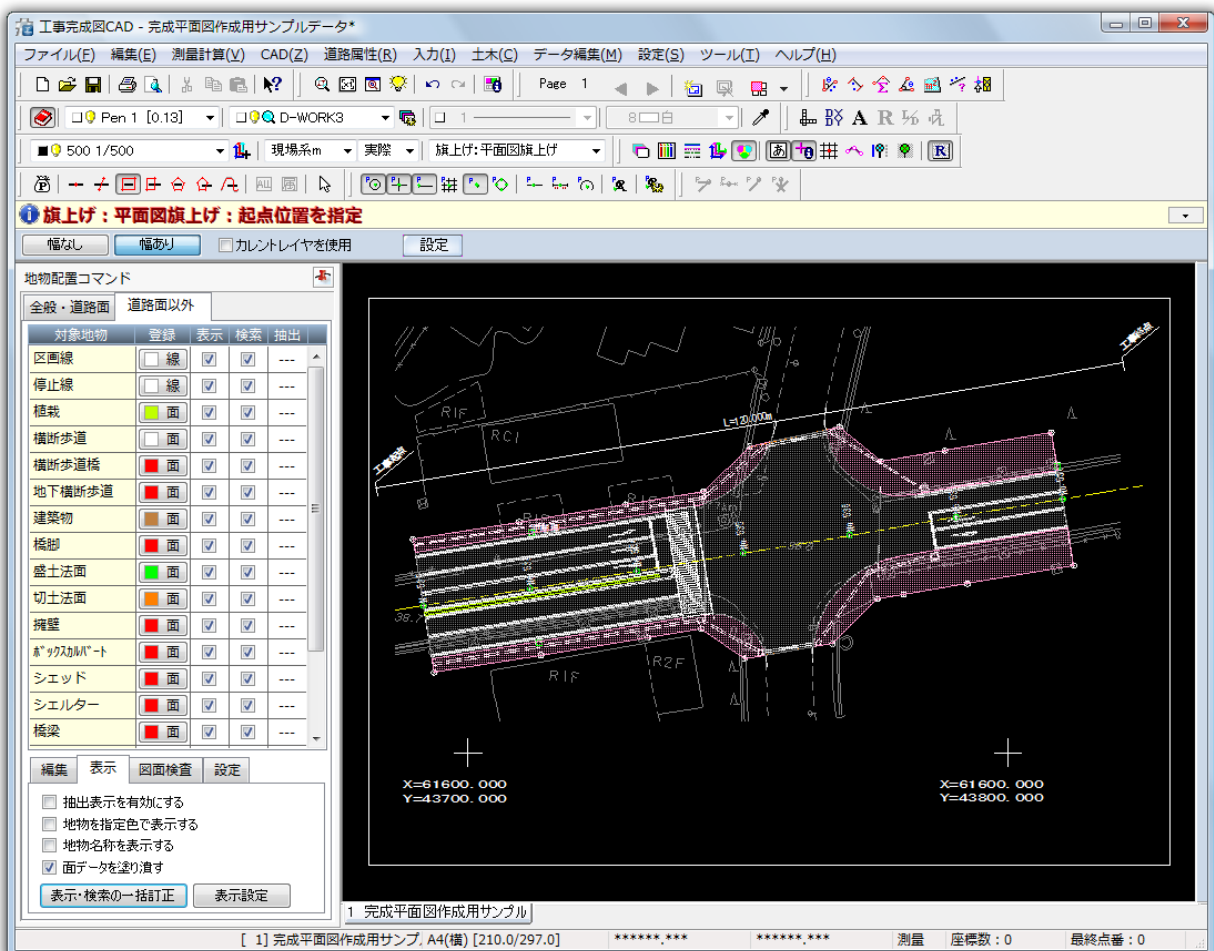 工事完成図CAD - 完成平面図作成用サンプルデータ*
ファイル(F) 編集(E) 測量計算(V) CAD(Z) 道路属性(R) 入力(I) 土木(C) データ編集(M) 設定(S) ツール(T) ヘルプ(H)
Page 1
Pen 1 [0.13] D-WORK3 1 8 白
500 1/500 現場系m 実際 旗上げ:平面図旗上げ
旗上げ：平面図旗上げ：起点位置を指定
幅なし 幅あり カレントレイヤを使用 設定
地物配置コマンド
全般・道路面 道路面以外
対象地物 登録 表示 検索 抽出
区画線 線 ---
停止線 線 ---
植栽 面 ---
横断歩道 面 ---
横断歩道橋 面 ---
地下横断歩道 面 ---
建築物 面 ---
橋脚 面 ---
盛土法面 面 ---
切土法面 面 ---
擁壁 面 ---
ボックスカルバート 面 ---
シェッド 面 ---
シェルター 面 ---
橋梁 面 ---
編集 表示 図面検査 設定
抽出表示を有効にする
地物を指定色で表示する
地物名称を表示する
面データを塗り潰す
表示・検索の一括訂正 表示設定
工事終点
R1F
RC1
L=120.000m
工事起点
R2F
R1F
X=61600.000
Y=43700.000
X=61600.000
Y=43800.000
1 完成平面図作成用サンプル
[ 1] 完成平面図作成用サンプ, A4(横) [210.0/297.0] ******.*** ******.*** 測量 座標数：0 最終点番：0